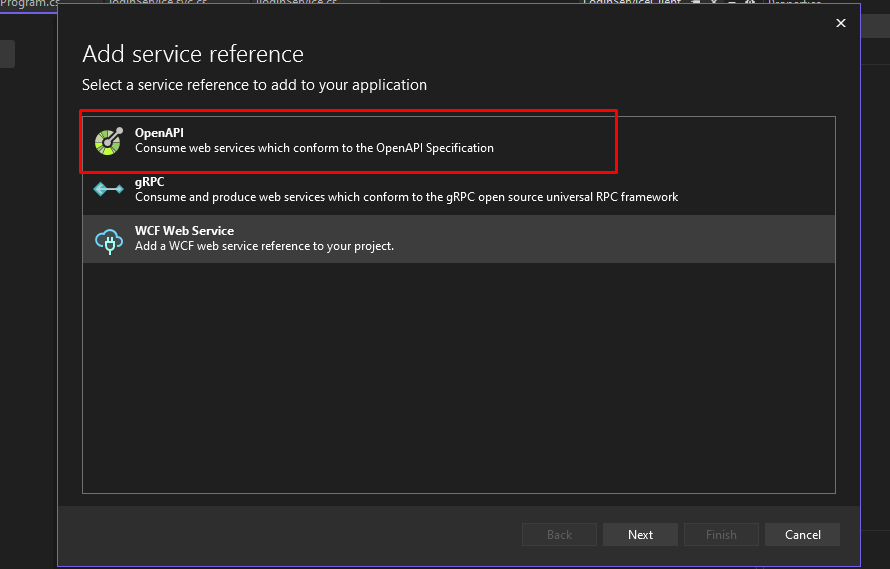 Program.cs
Add service reference
Select a service reference to add to your application
OpenAPI
Consume web services which conform to the OpenAPI Specification
gRPC
Consume and produce web services which conform to the gRPC open source universal RPC framework
WCF Web Service
Add a WCF web service reference to your project.
Back
Next
Finish
Cancel